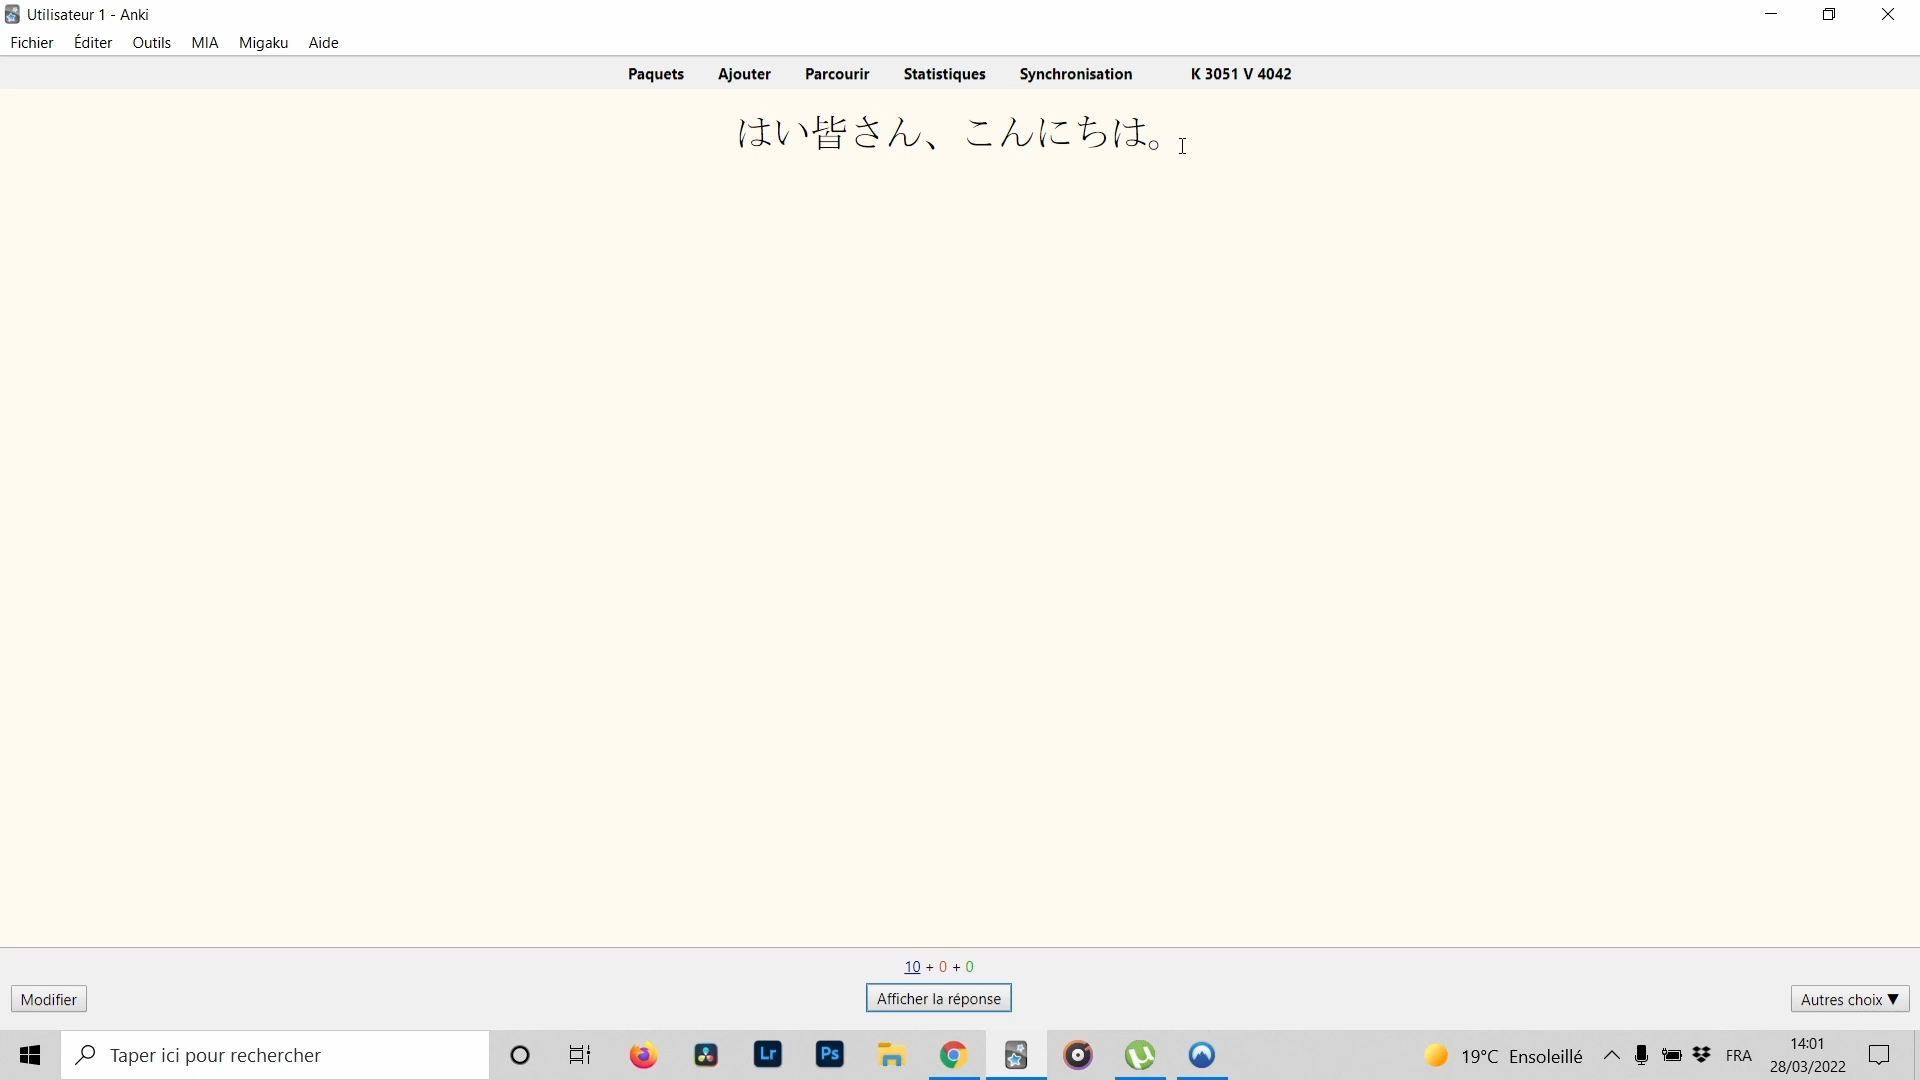 Utilisateur 1 - Anki
Fichier Éditer Outils MIA Migaku Aide
Paquets Ajouter Parcourir Statistiques Synchronisation K 3051 V 4042
はい皆さん、こんにちは。
10 + 0 + 0
Modifier Afficher la réponse Autres choix ▼
Taper ici pour rechercher Lr Ps 19°C Ensoleillé FRA 14:01
28/03/2022